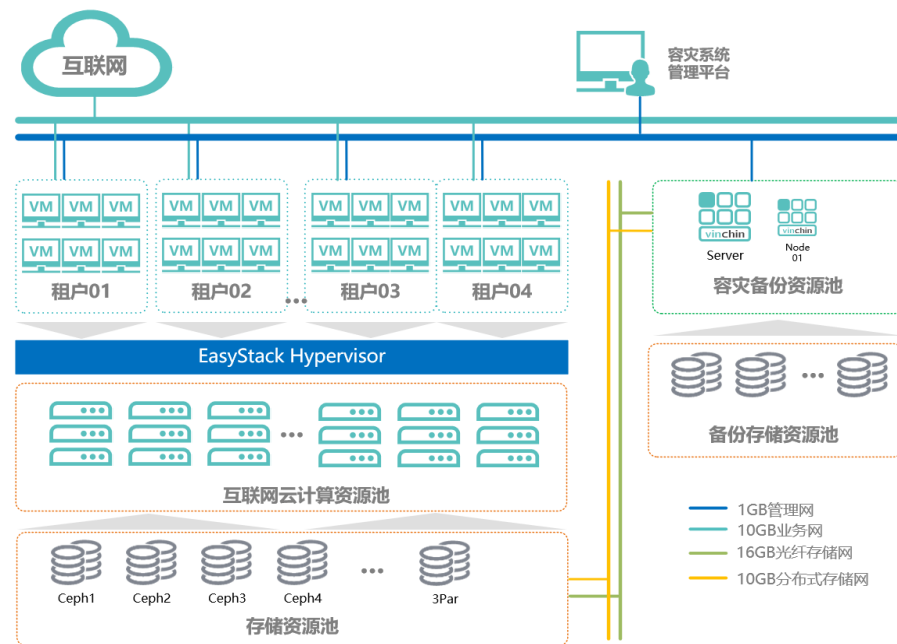 互联网
容灾系统
管理平台
VM VM VM VM VM VM VM VM VM VM VM VM
VM VM VM VM VM VM VM VM VM VM VM VM
租户01 租户02 ... 租户03 租户04
vinchin
Server
vinchin
Node
01
容灾备份资源池
EasyStack Hypervisor
...
互联网云计算资源池
...
备份存储资源池
Ceph1 Ceph2 Ceph3 Ceph4 ... 3Par
存储资源池
1GB管理网
10GB业务网
16GB光纤存储网
10GB分布式存储网